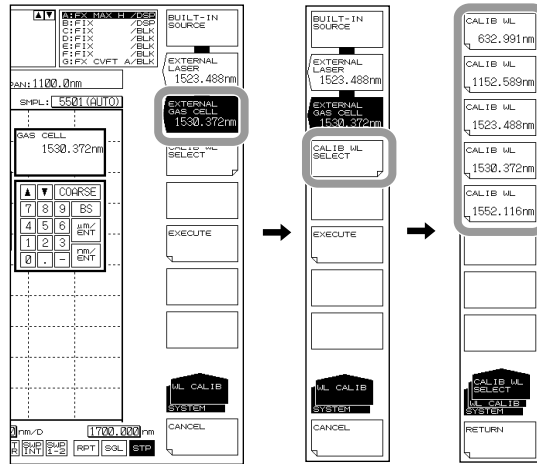 ▲▼
A:FX MAX H /DSP
B:FIX /DSP
C:FIX /BLK
D:FIX /BLK
E:FIX /BLK
F:FIX /BLK
G:FX CVFT A/BLK
PAN:1100.0nm
SMPL: 5501(AUTO)
GAS CELL
1530.372nm
▲ ▼ COARSE
7 8 9 BS
4 5 6 μm/ENT
1 2 3
0 . - nm/ENT
nm/D
1700.000nm
SWP INT
SWP 1-2
RPT
SGL
STP
BUILT-IN
SOURCE
EXTERNAL
LASER
1523.488nm
EXTERNAL
GAS CELL
1530.372nm
CALIB WL
SELECT
EXECUTE
WL CALIB
CANCEL
BUILT-IN
SOURCE
EXTERNAL
LASER
1523.488nm
EXTERNAL
GAS CELL
1530.372nm
CALIB WL
SELECT
EXECUTE
WL CALIB
SYSTEM
CANCEL
CALIB WL
632.991nm
CALIB WL
1152.589nm
CALIB WL
1523.488nm
CALIB WL
1530.372nm
CALIB WL
1552.116nm
CALIB WL
SELECT
WL CALIB
SYSTEM
RETURN